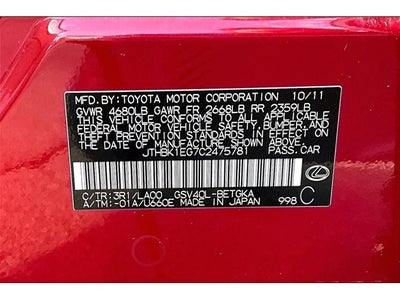 MFD.BY:TOYOTA MOTOR CORPORATION 10/11
GVWR 4680LB GAWR FR 2668LB RR 2359LB
THIS VEHICLE CONFORMS TO ALL APPLICABLE
FEDERAL MOTOR VEHICLE SAFETY, BUMPER, AND
THEFT PREVENTION STANDARDS IN EFFECT ON
THE DATE OF MANUFACTURE SHOWN ABOVE.
JTHBK1EG7C2475781 PASS.CAR
C/TR:3R1/LA00 GSV40L-BETGKA
A/TM:-01A/U660E MADE IN JAPAN 998 C